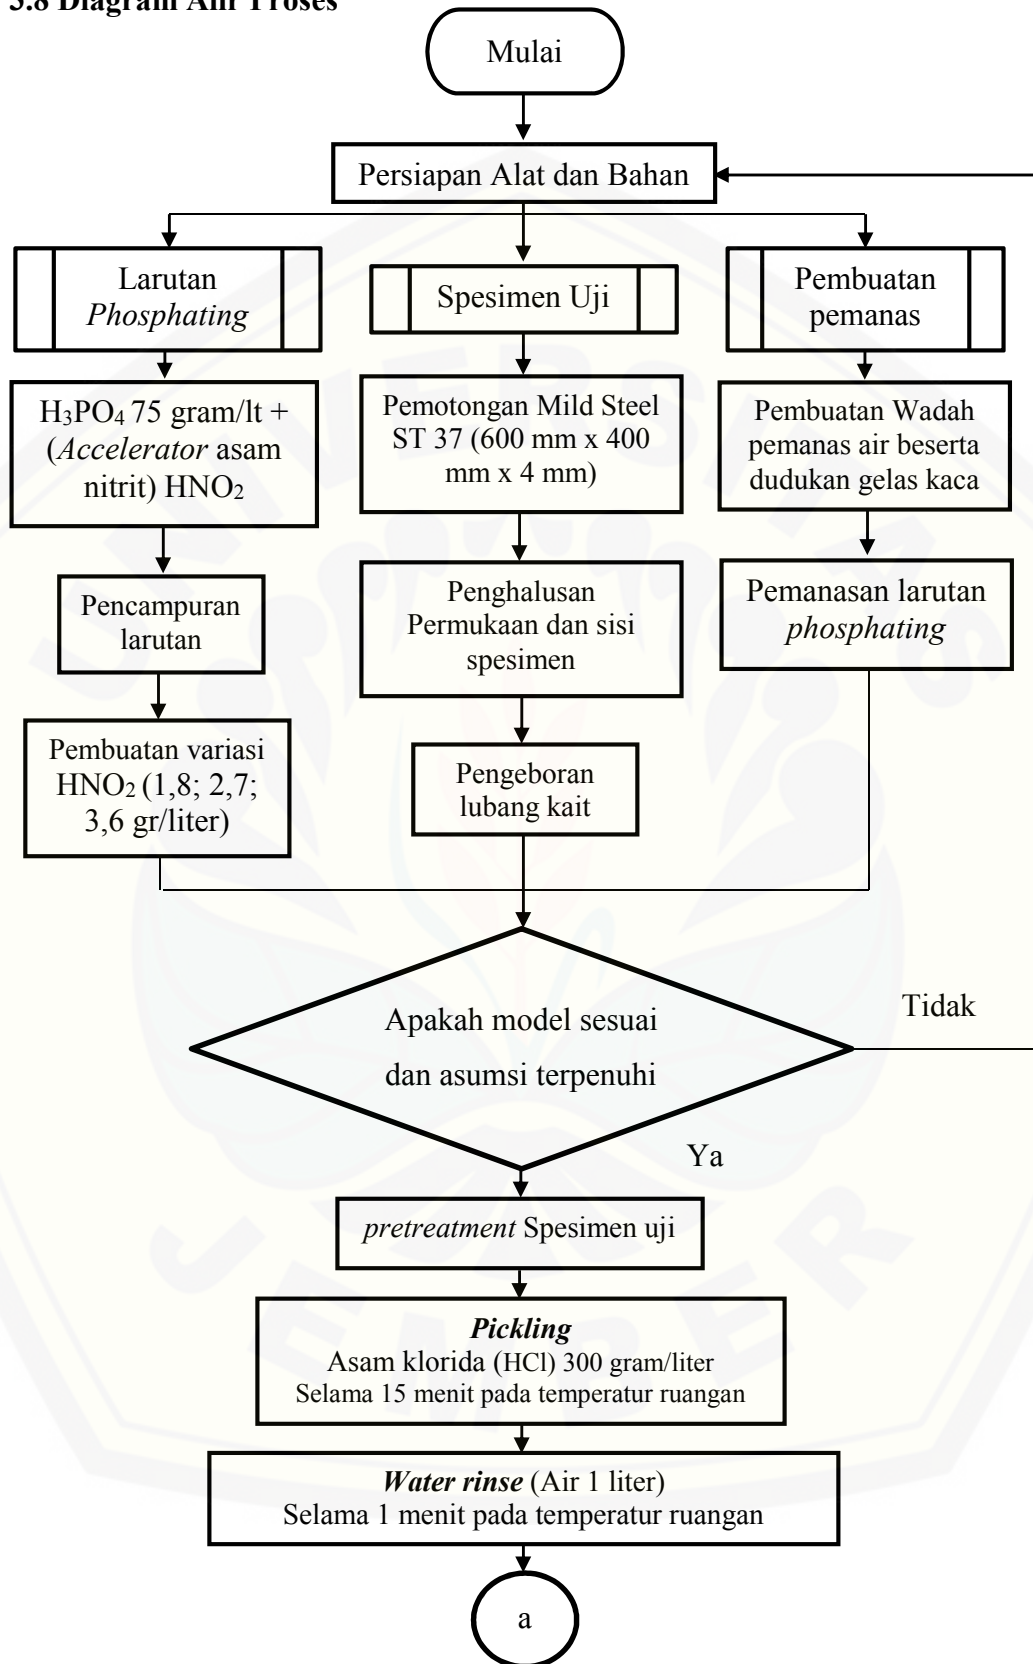 3.8 Diagram Alir Proses
Mulai
Persiapan Alat dan Bahan
Larutan
Phosphating
Spesimen Uji
Pembuatan
pemanas
H₃PO₄ 75 gram/lt +
(Accelerator asam
nitrit) HNO₂
Pemotongan Mild Steel
ST 37 (600 mm x 400
mm x 4 mm)
Pembuatan Wadah
pemanas air beserta
dudukan gelas kaca
Pencampuran
larutan
Penghalusan
Permukaan dan sisi
spesimen
Pemanasan larutan
phosphating
Pembuatan variasi
HNO₂ (1,8; 2,7;
3,6 gr/liter)
Pengeboran
lubang kait
Apakah model sesuai
dan asumsi terpenuhi
Tidak
Ya
pretreatment Spesimen uji
Pickling
Asam klorida (HCl) 300 gram/liter
Selama 15 menit pada temperatur ruangan
Water rinse (Air 1 liter)
Selama 1 menit pada temperatur ruangan
a
UNIVERSITAS
JEMBER